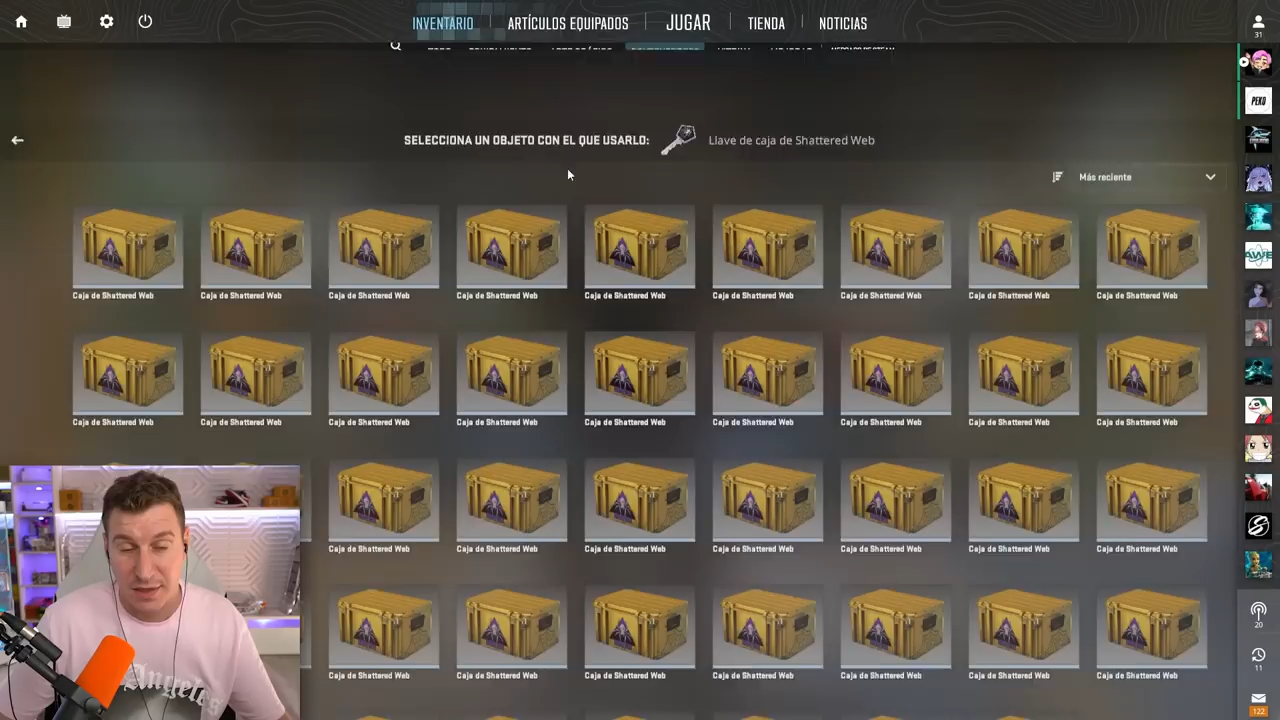 INVENTARIO
ARTÍCULOS EQUIPADOS
JUGAR
TIENDA
NOTICIAS
31
SELECCIONA UN OBJETO CON EL QUE USARLO:
Llave de caja de Shattered Web
Más reciente
PEKO
AWE
Caja de Shattered Web Caja de Shattered Web Caja de Shattered Web Caja de Shattered Web Caja de Shattered Web Caja de Shattered Web Caja de Shattered Web Caja de Shattered Web Caja de Shattered Web
Caja de Shattered Web Caja de Shattered Web Caja de Shattered Web Caja de Shattered Web Caja de Shattered Web Caja de Shattered Web Caja de Shattered Web Caja de Shattered Web Caja de Shattered Web
Caja de Shattered Web Caja de Shattered Web Caja de Shattered Web Caja de Shattered Web Caja de Shattered Web Caja de Shattered Web Caja de Shattered Web
Caja de Shattered Web Caja de Shattered Web Caja de Shattered Web Caja de Shattered Web Caja de Shattered Web Caja de Shattered Web Caja de Shattered Web
Angeles
20
11
122